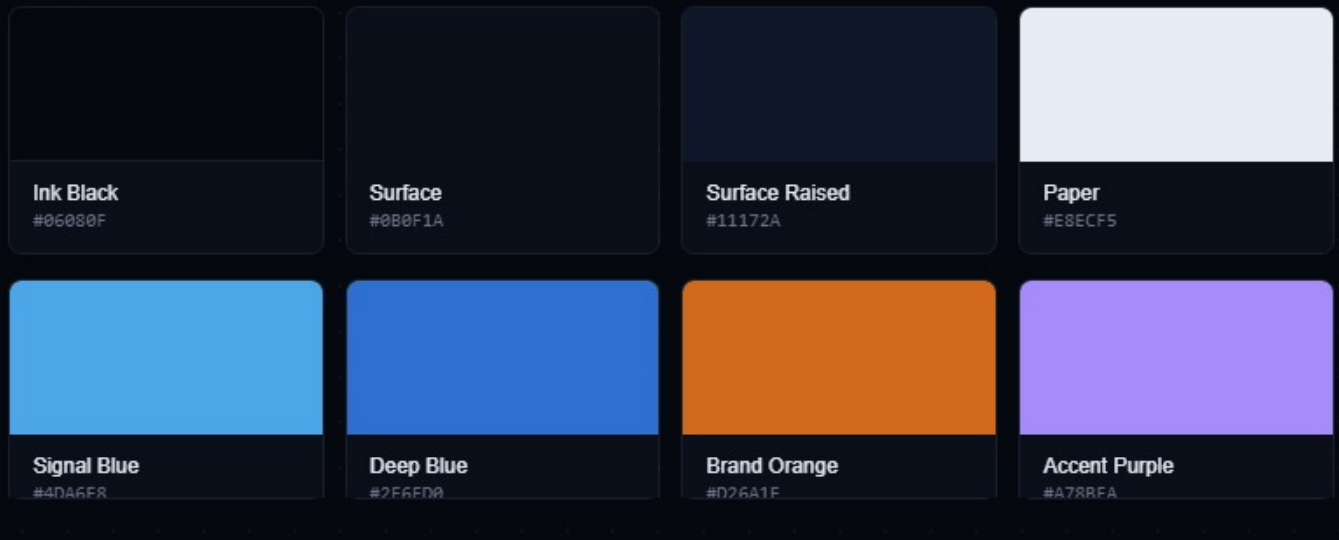 Ink Black
#06080F
Surface
#0B0F1A
Surface Raised
#11172A
Paper
#E8ECF5
Signal Blue
Deep Blue
Brand Orange
Accent Purple